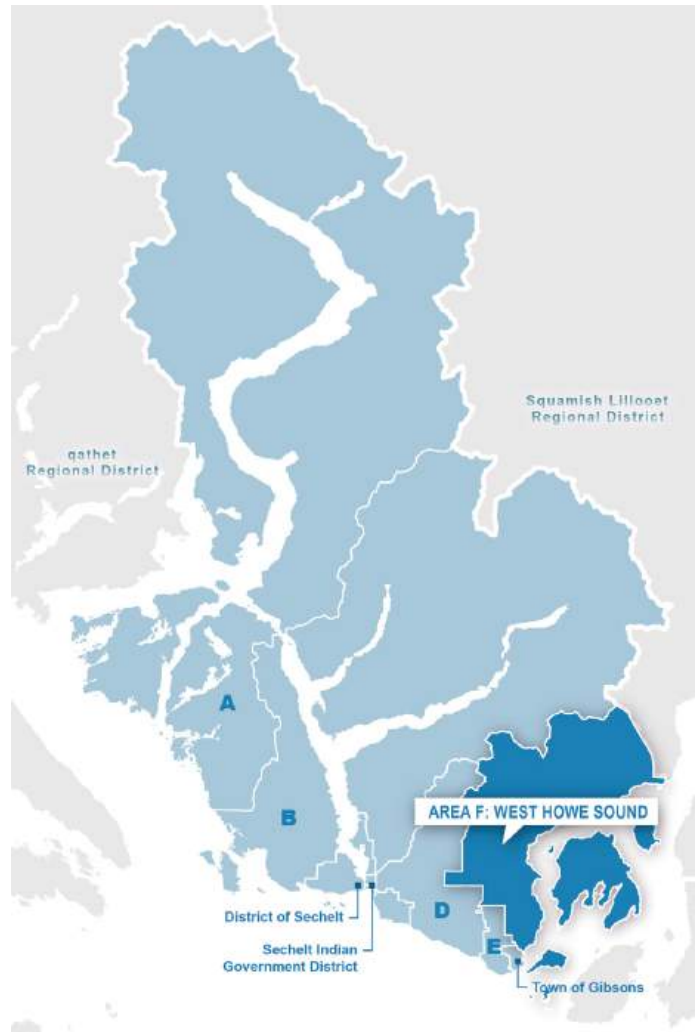 Squamish Lillooet
Regional District
qathet
Regional District
A
AREA F: WEST HOWE SOUND
B
D
District of Sechelt
E
Sechelt Indian
Government District
Town of Gibsons